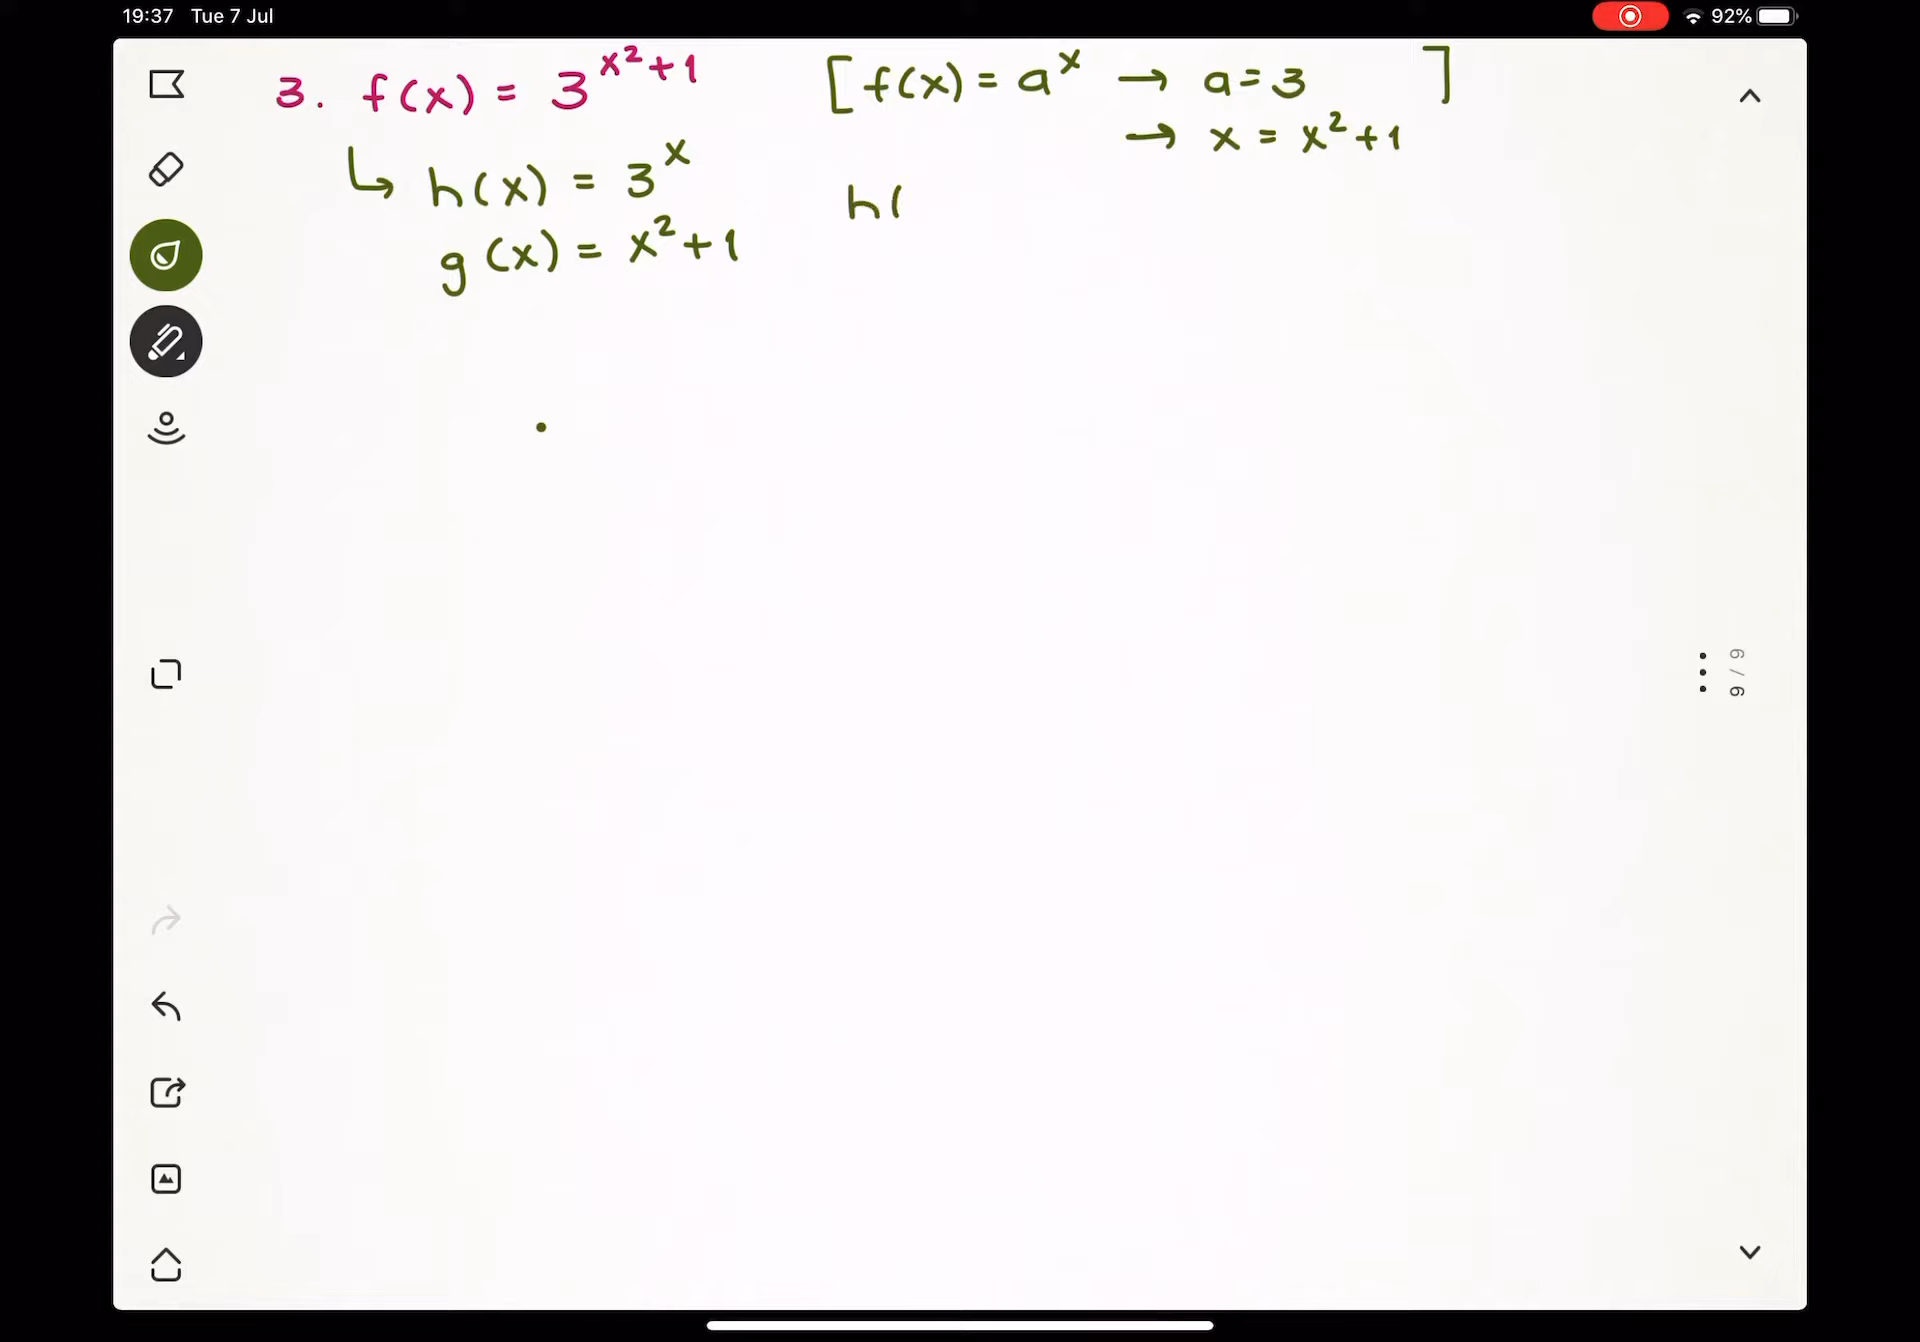 19:37 Tue 7 Jul 92%
3. f(x) = 3^{x²+1} [f(x) = a^x → a=3 ]
→ x = x²+1
↳ h(x) = 3^x h(
g(x) = x²+1
6 / 6